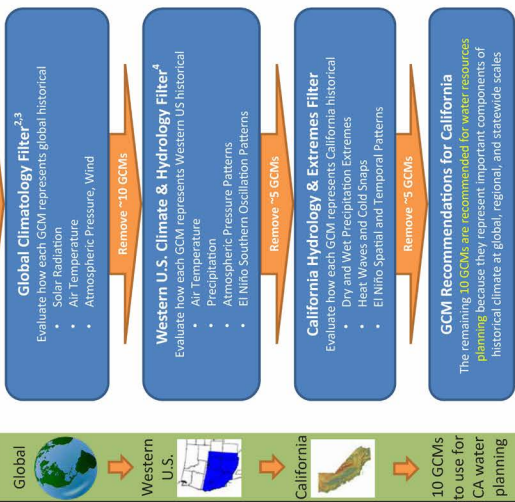 Global
Western
U.S.
California
10 GCMs
to use for
CA water
planning
Global Climatology Filter2,3
Evaluate how each GCM represents global historical
• Solar Radiation
• Air Temperature
• Atmospheric Pressure, Wind
Remove ~10 GCMs
Western U.S. Climate & Hydrology Filter4
Evaluate how each GCM represents Western US historical
• Air Temperature
• Precipitation
• Atmospheric Pressure Patterns
• El Niño Southern Oscillation Patterns
Remove ~5 GCMs
California Hydrology & Extremes Filter
Evaluate how each GCM represents California historical
• Dry and Wet Precipitation Extremes
• Heat Waves and Cold Snaps
• El Niño Spatial and Temporal Patterns
Remove ~5 GCMs
GCM Recommendations for California
The remaining 10 GCMs are recommended for water resources
planning because they represent important components of
historical climate at global, regional, and statewide scales